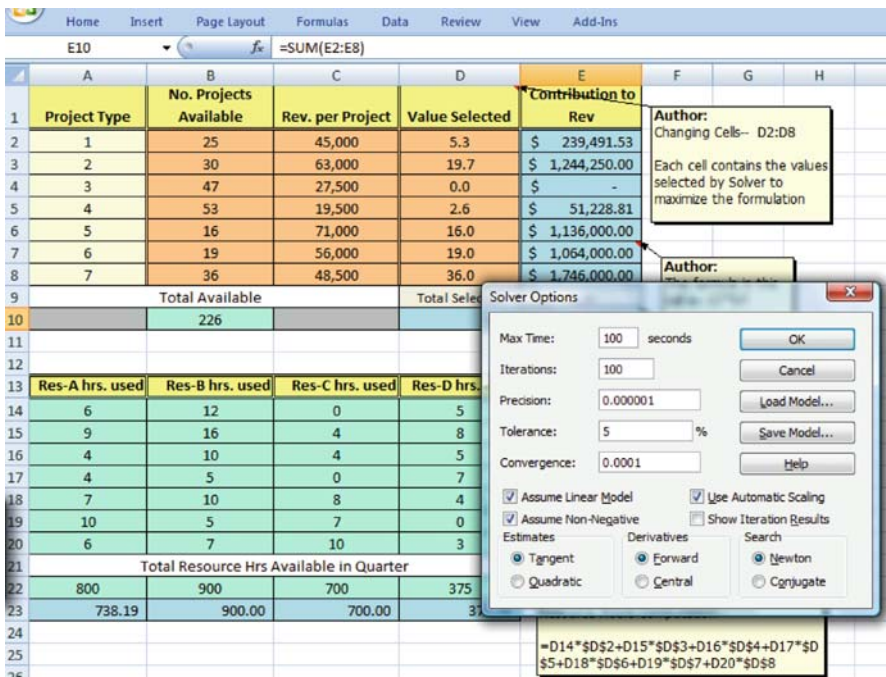 Home Insert Page Layout Formulas Data Review View Add-Ins
E10 fx =SUM(E2:E8)
A B C D E F G H
1 Project Type No. Projects Available Rev. per Project Value Selected Contribution to Rev
2 1 25 45,000 5.3 $ 239,491.53
3 2 30 63,000 19.7 $ 1,244,250.00
4 3 47 27,500 0.0 $ -
5 4 53 19,500 2.6 $ 51,228.81
6 5 16 71,000 16.0 $ 1,136,000.00
7 6 19 56,000 19.0 $ 1,064,000.00
8 7 36 48,500 36.0 $ 1,746,000.00
9 Total Available Total Selec
10 226
11
12
13 Res-A hrs. used Res-B hrs. used Res-C hrs. used Res-D hrs.
14 6 12 0 5
15 9 16 4 8
16 4 10 4 5
17 4 5 0 7
18 7 10 8 4
19 10 5 7 0
20 6 7 10 3
21 Total Resource Hrs Available in Quarter
22 800 900 700 375
23 738.19 900.00 700.00
24
25
Author:
Changing Cells-- D2:D8
Each cell contains the values
selected by Solver to
maximize the formulation
Author:
Solver Options
Max Time: 100 seconds OK
Iterations: 100 Cancel
Precision: 0.000001 Load Model...
Tolerance: 5 % Save Model...
Convergence: 0.0001 Help
Assume Linear Model Use Automatic Scaling
Assume Non-Negative Show Iteration Results
Estimates Derivatives Search
Tangent Forward Newton
Quadratic Central Conjugate
=D14*$D$2+D15*$D$3+D16*$D$4+D17*$D
$5+D18*$D$6+D19*$D$7+D20*$D$8